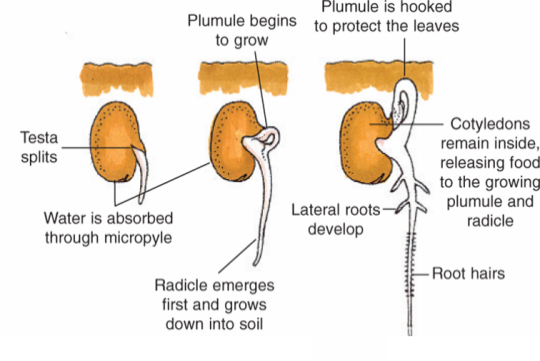 Plumule begins
to grow
Plumule is hooked
to protect the leaves
Testa
splits
Cotyledons
remain inside,
releasing food
to the growing
plumule and
radicle
Water is absorbed
through micropyle
Lateral roots
develop
Root hairs
Radicle emerges
first and grows
down into soil